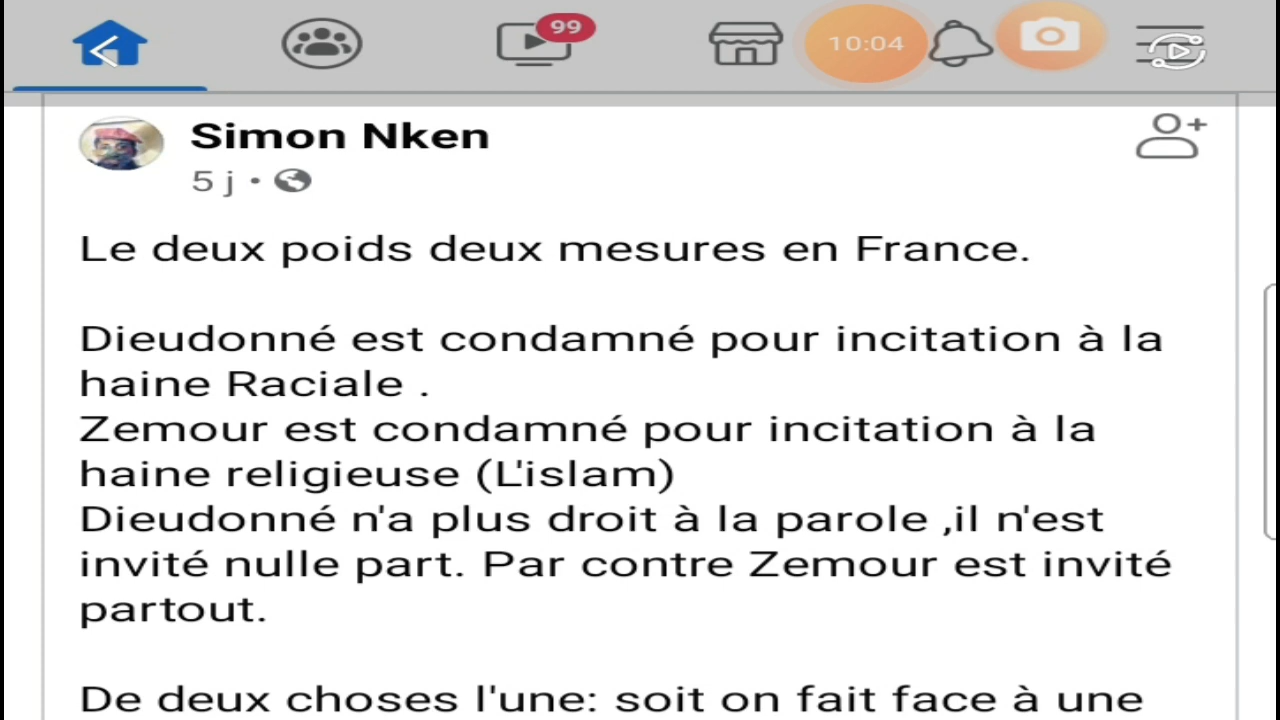 99
10:04
Simon Nken
5 j •
Le deux poids deux mesures en France.
Dieudonné est condamné pour incitation à la
haine Raciale .
Zemour est condamné pour incitation à la
haine religieuse (L'islam)
Dieudonné n'a plus droit à la parole ,il n'est
invité nulle part. Par contre Zemour est invité
partout.
De deux choses l'une: soit on fait face à une